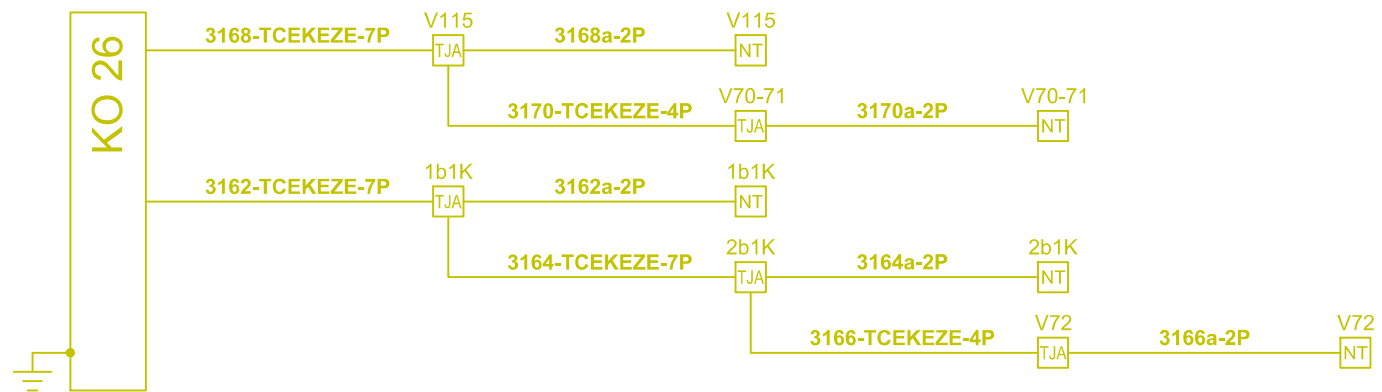 KO 26
V115
V115
3168-TCEKEZE-7P
3168a-2P
TJA
NT
V70-71
V70-71
3170-TCEKEZE-4P
3170a-2P
TJA
NT
1b1K
1b1K
3162-TCEKEZE-7P
3162a-2P
TJA
NT
2b1K
2b1K
3164-TCEKEZE-7P
3164a-2P
TJA
NT
V72
V72
3166-TCEKEZE-4P
3166a-2P
TJA
NT